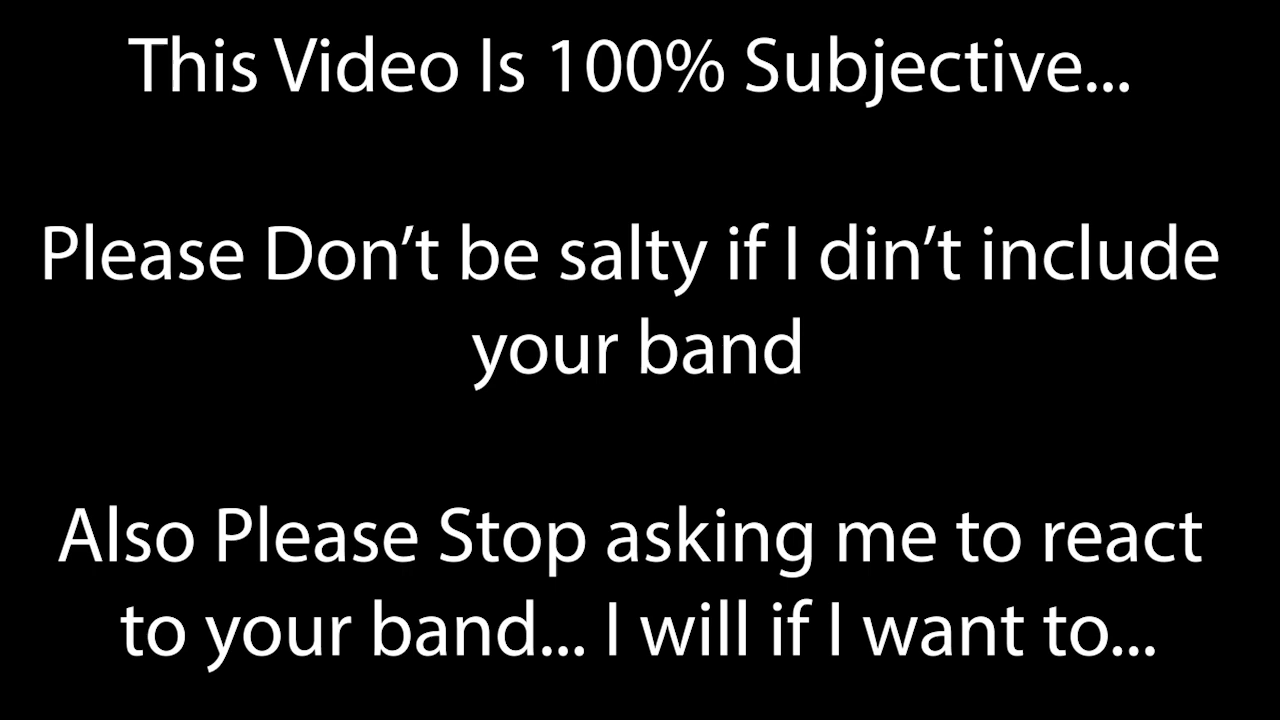 This Video Is 100% Subjective...
Please Don’t be salty if I din’t include
your band
Also Please Stop asking me to react
to your band... I will if I want to...